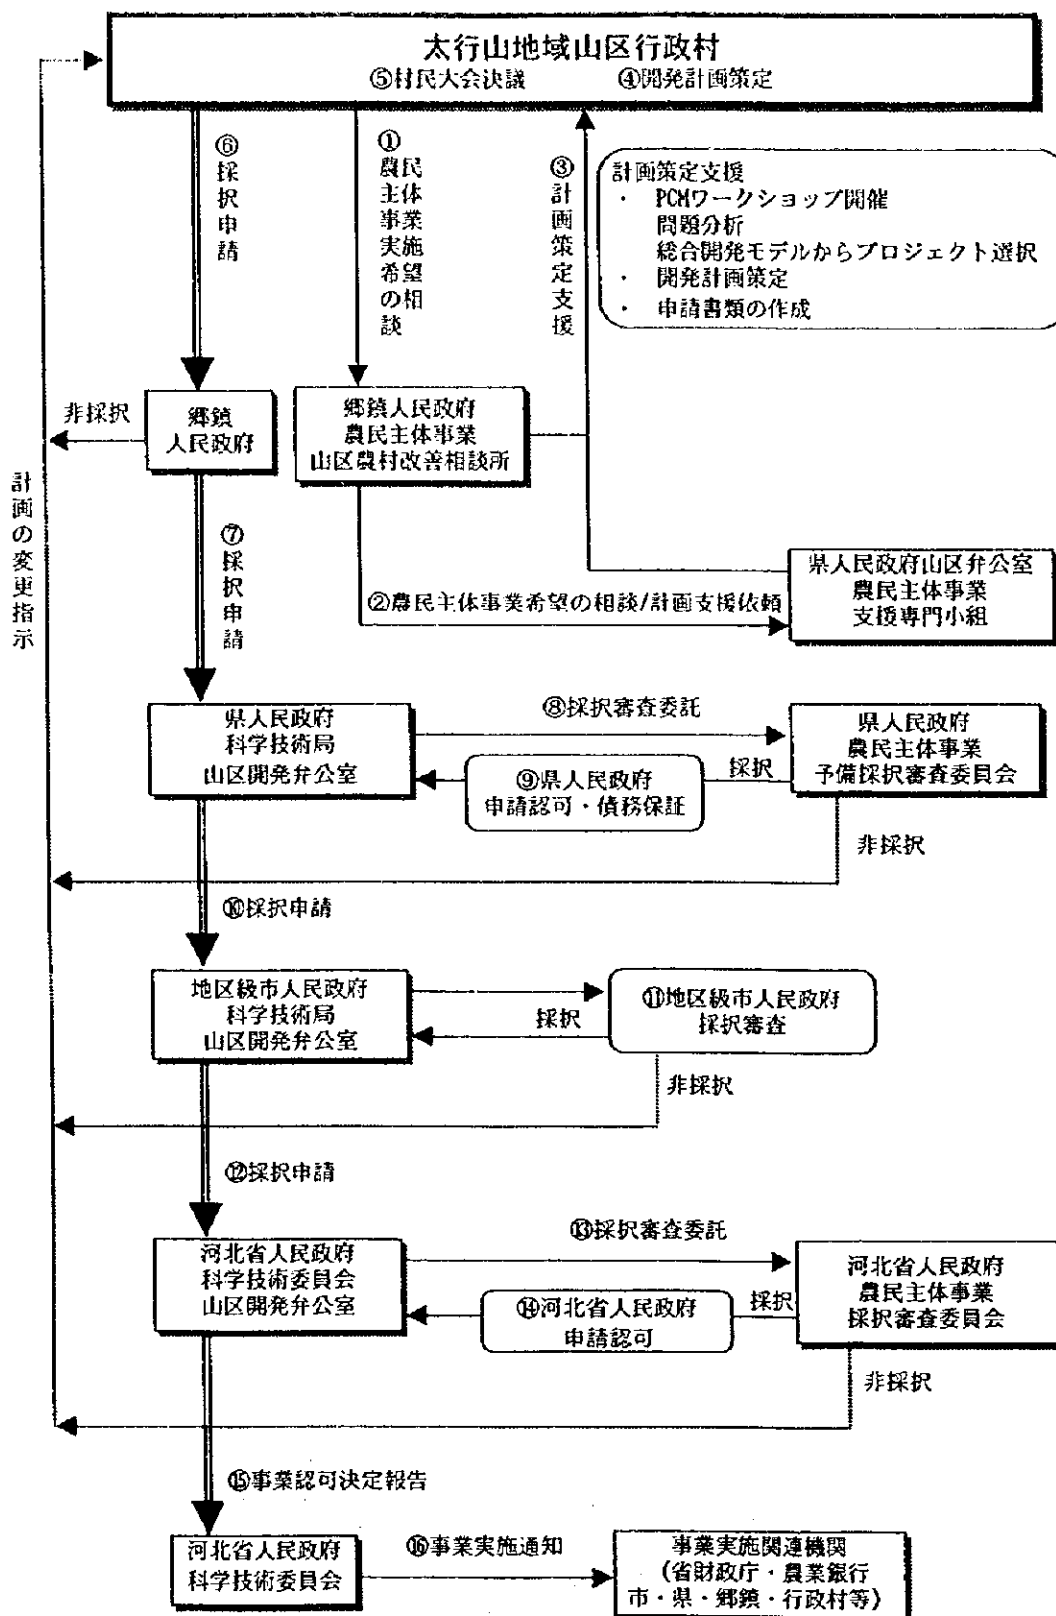 太行山地域山区行政村
⑤村民大会決議　④開発計画策定
⑥採択申請
①農民主体事業実施希望の相談
③計画策定支援
計画策定支援
・ PCMワークショップ開催
問題分析
総合開発モデルからプロジェクト選択
・ 開発計画策定
・ 申請書類の作成
非採択
郷鎮
人民政府
郷鎮人民政府
農民主体事業
山区農村改善相談所
計画の変更指示
⑦採択申請
②農民主体事業希望の相談/計画支援依頼
県人民政府山区弁公室
農民主体事業
支援専門小組
県人民政府
科学技術局
山区開発弁公室
⑧採択審査委託
⑨県人民政府
申請認可・債務保証
採択
県人民政府
農民主体事業
予備採択審査委員会
非採択
⑩採択申請
地区級市人民政府
科学技術局
山区開発弁公室
採択
⑪地区級市人民政府
採択審査
非採択
⑫採択申請
河北省人民政府
科学技術委員会
山区開発弁公室
⑬採択審査委託
⑭河北省人民政府
申請認可
採択
河北省人民政府
農民主体事業
採択審査委員会
非採択
⑮事業認可決定報告
河北省人民政府
科学技術委員会
⑯事業実施通知
事業実施関連機関
(省財政庁・農業銀行
市・県・郷鎮・行政村等)